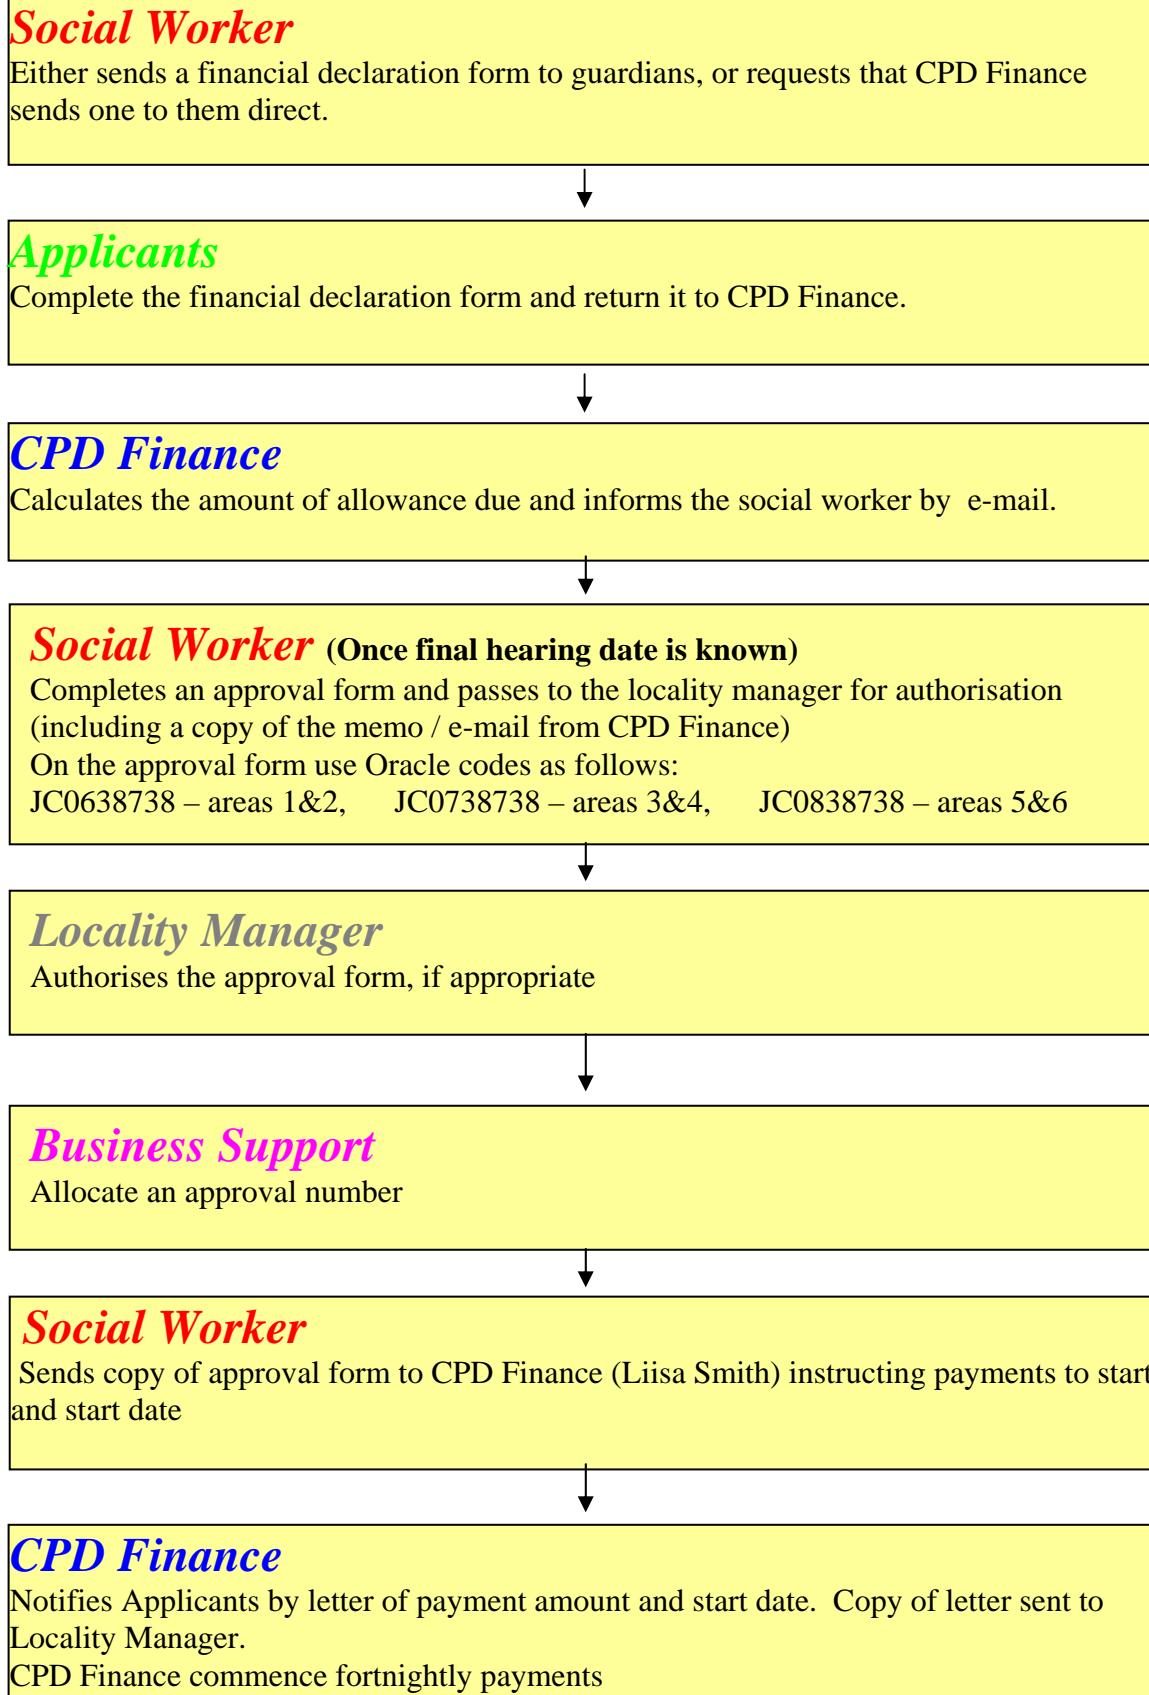 Social Worker
Either sends a financial declaration form to guardians, or requests that CPD Finance
sends one to them direct.
Applicants
Complete the financial declaration form and return it to CPD Finance.
CPD Finance
Calculates the amount of allowance due and informs the social worker by  e-mail.
Social Worker (Once final hearing date is known)
Completes an approval form and passes to the locality manager for authorisation
(including a copy of the memo / e-mail from CPD Finance)
On the approval form use Oracle codes as follows:
JC0638738 – areas 1&2,     JC0738738 – areas 3&4,     JC0838738 – areas 5&6
Locality Manager
Authorises the approval form, if appropriate
Business Support
Allocate an approval number
Social Worker
Sends copy of approval form to CPD Finance (Liisa Smith) instructing payments to start
and start date
CPD Finance
Notifies Applicants by letter of payment amount and start date.  Copy of letter sent to
Locality Manager.
CPD Finance commence fortnightly payments